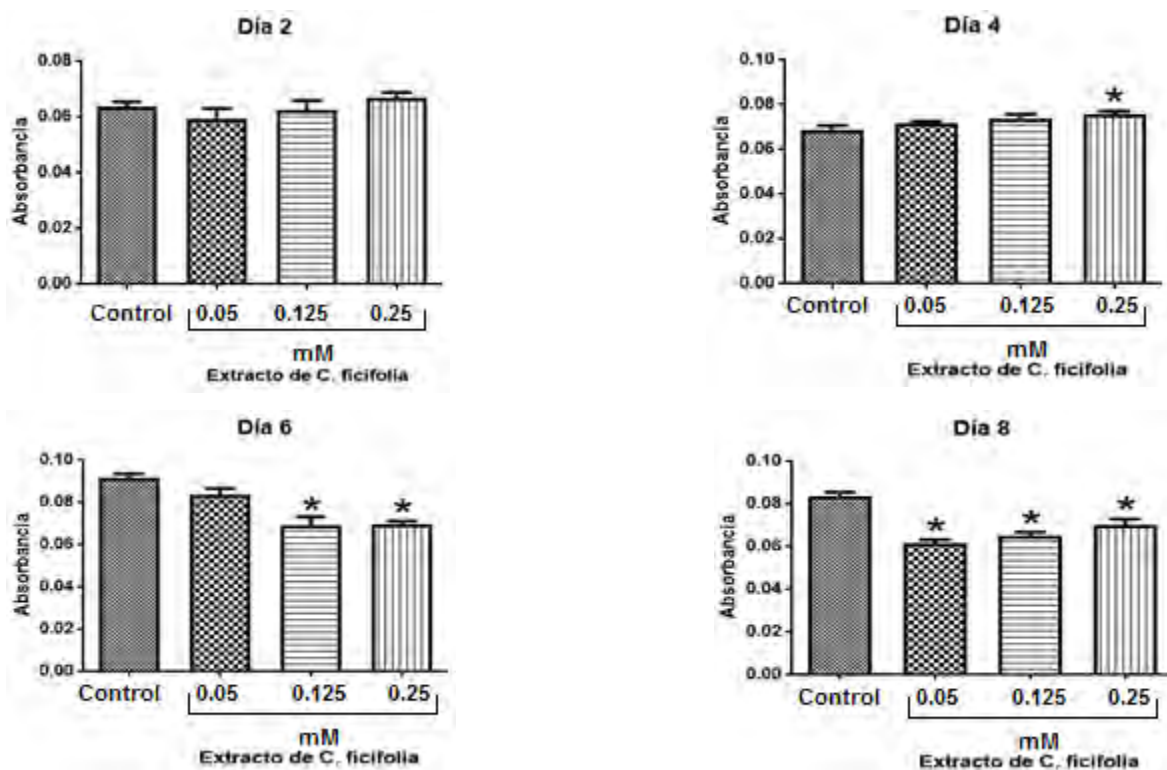 Día 2
Absorbancia
0.08
0.06
0.04
0.02
0.00
Control 0.05 0.125 0.25
mM
Extracto de C. ficifolia
Día 4
Absorbancia
0.10
0.08
0.06
0.04
0.02
0.00
*
Control 0.05 0.125 0.25
mM
Extracto de C. ficifolia
Día 6
Absorbancia
0.10
0.08
0.06
0.04
0.02
0.00
* *
Control 0.05 0.125 0.25
mM
Extracto de C. ficifolia
Día 8
Absorbancia
0.10
0.08
0.06
0.04
0.02
0.00
* * *
Control 0.05 0.125 0.25
mM
Extracto de C. ficifolia